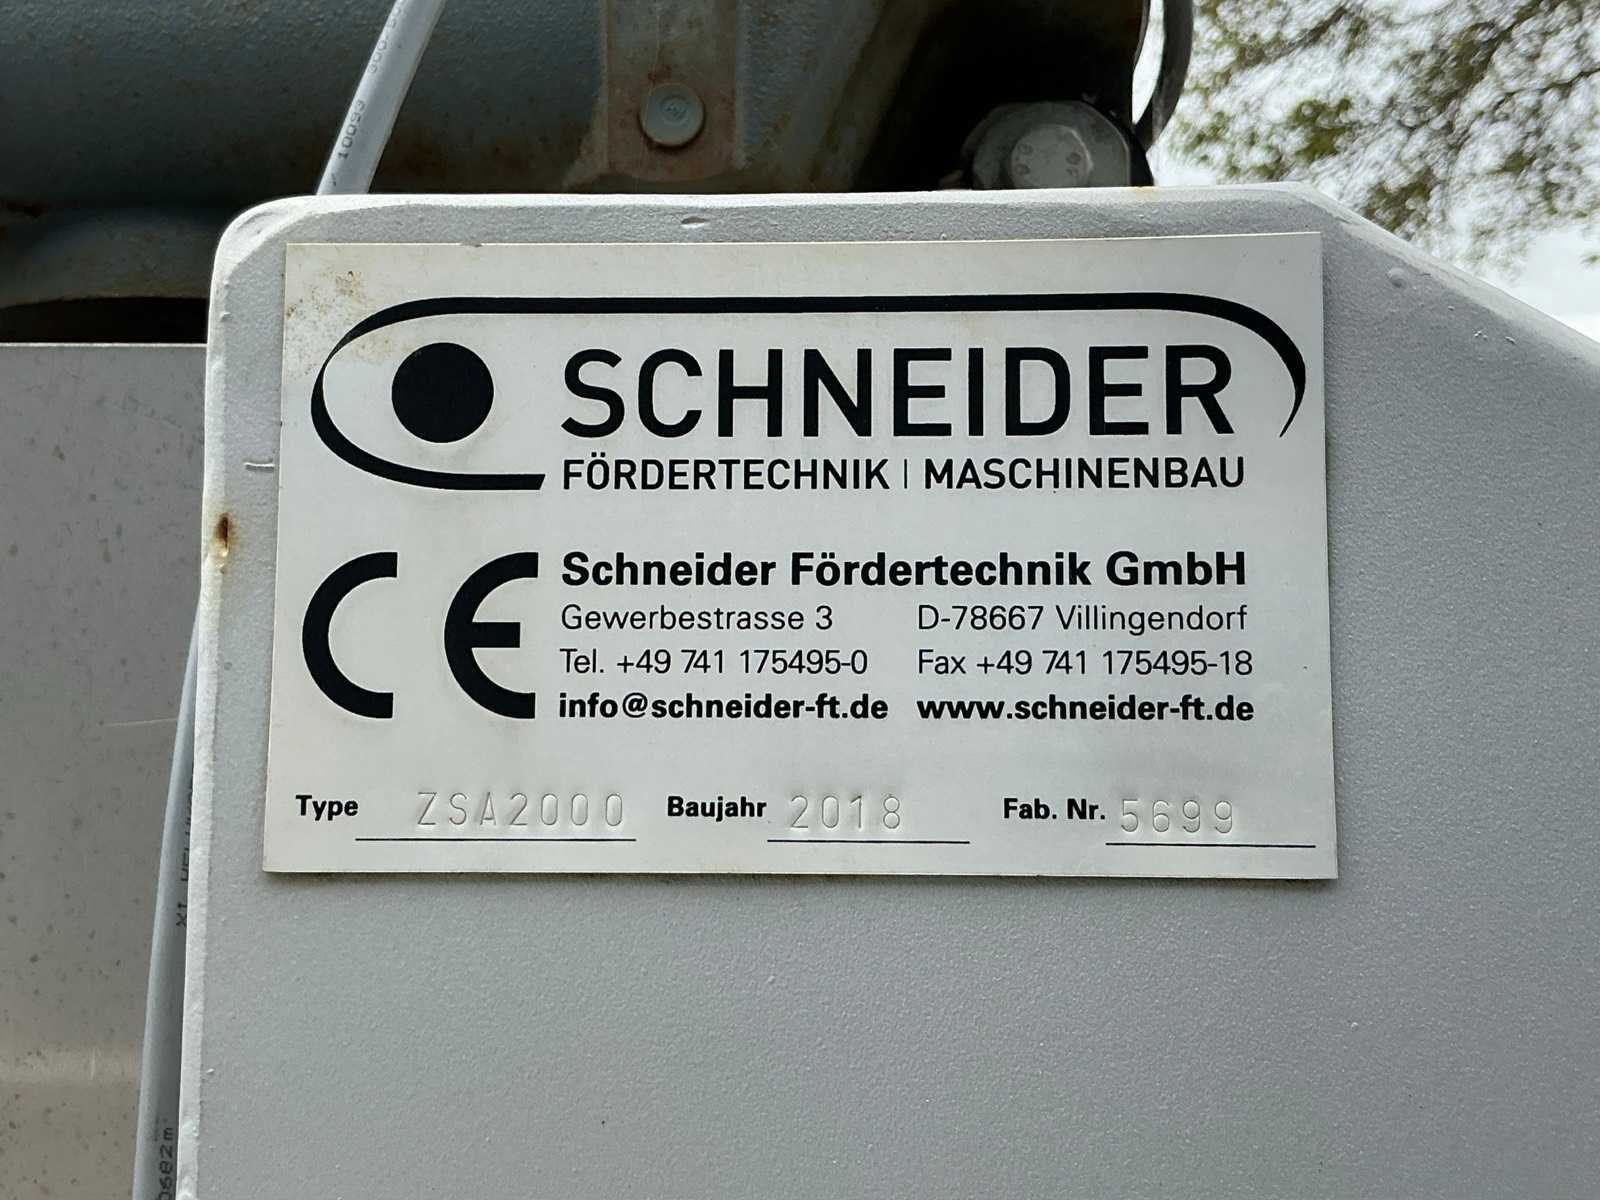 10099
SCHNEIDER
FÖRDERTECHNIK | MASCHINENBAU
CE
Schneider Fördertechnik GmbH
Gewerbestrasse 3 D-78667 Villingendorf
Tel. +49 741 175495-0 Fax +49 741 175495-18
info@schneider-ft.de www.schneider-ft.de
Type ZSA2000 Baujahr 2018 Fab. Nr. 5699